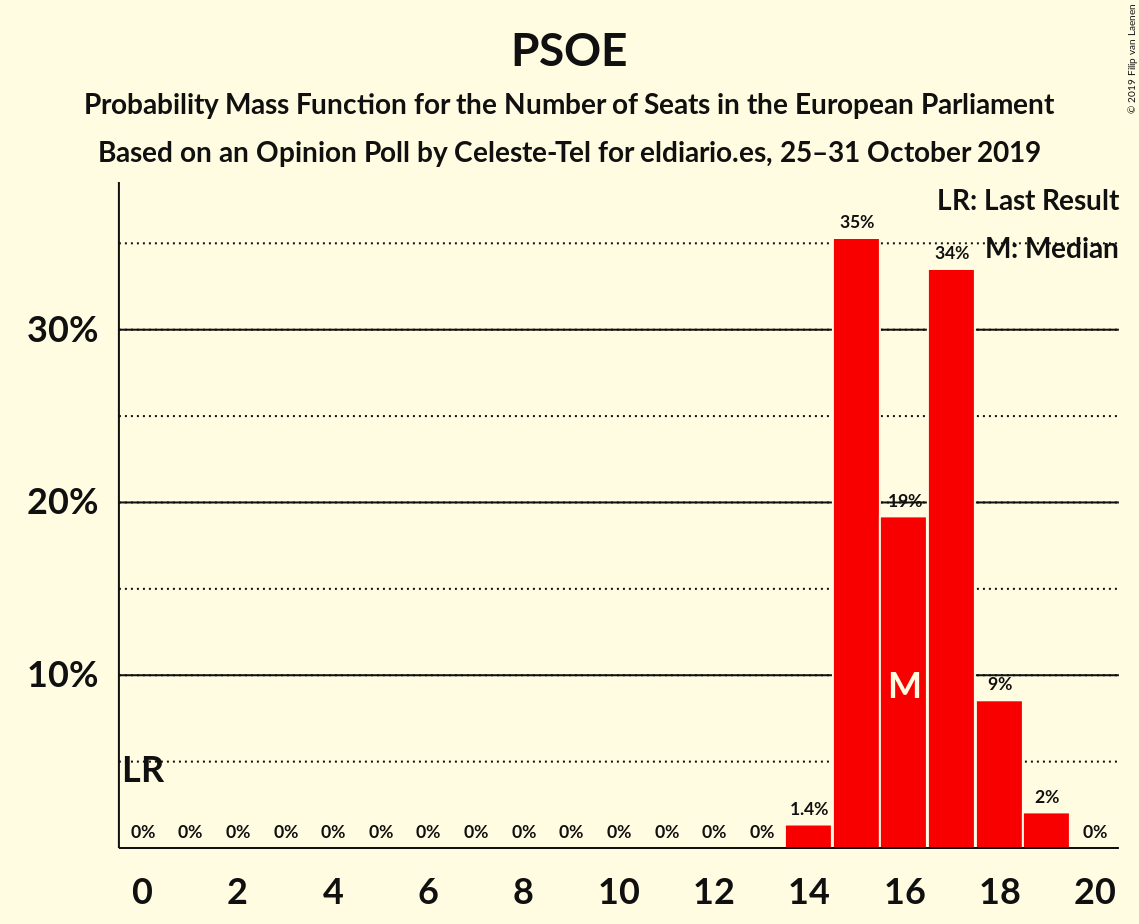 PSOE
Probability Mass Function for the Number of Seats in the European Parliament
Based on an Opinion Poll by Celeste-Tel for eldiario.es, 25–31 October 2019
© 2019 Filip van Laenen
LR: Last Result
M: Median
35%
34%
30%
19%
20%
10%
M
9%
LR
1.4%
2%
0% 0% 0% 0% 0% 0% 0% 0% 0% 0% 0% 0% 0% 0% 0%
0 2 4 6 8 10 12 14 16 18 20